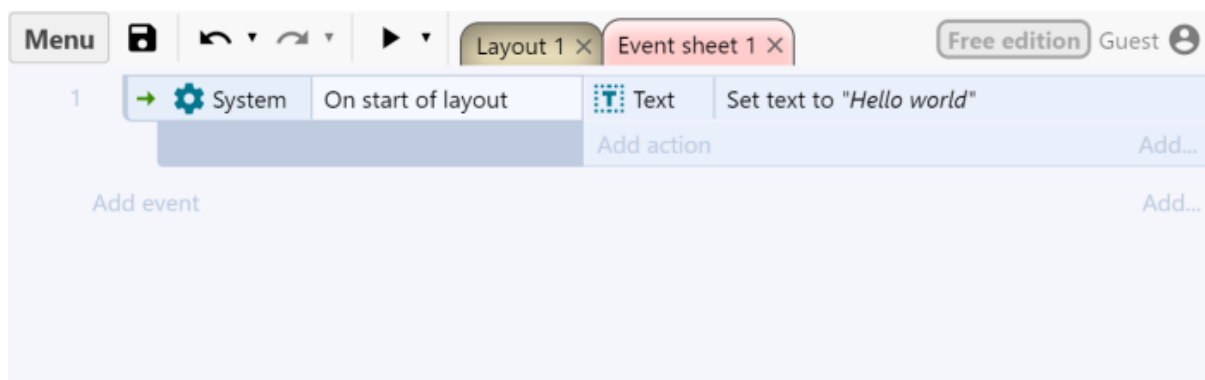 Menu Layout 1 × Event sheet 1 × Free edition Guest
1 System On start of layout T Text Set text to "Hello world"
Add action Add...
Add event Add...